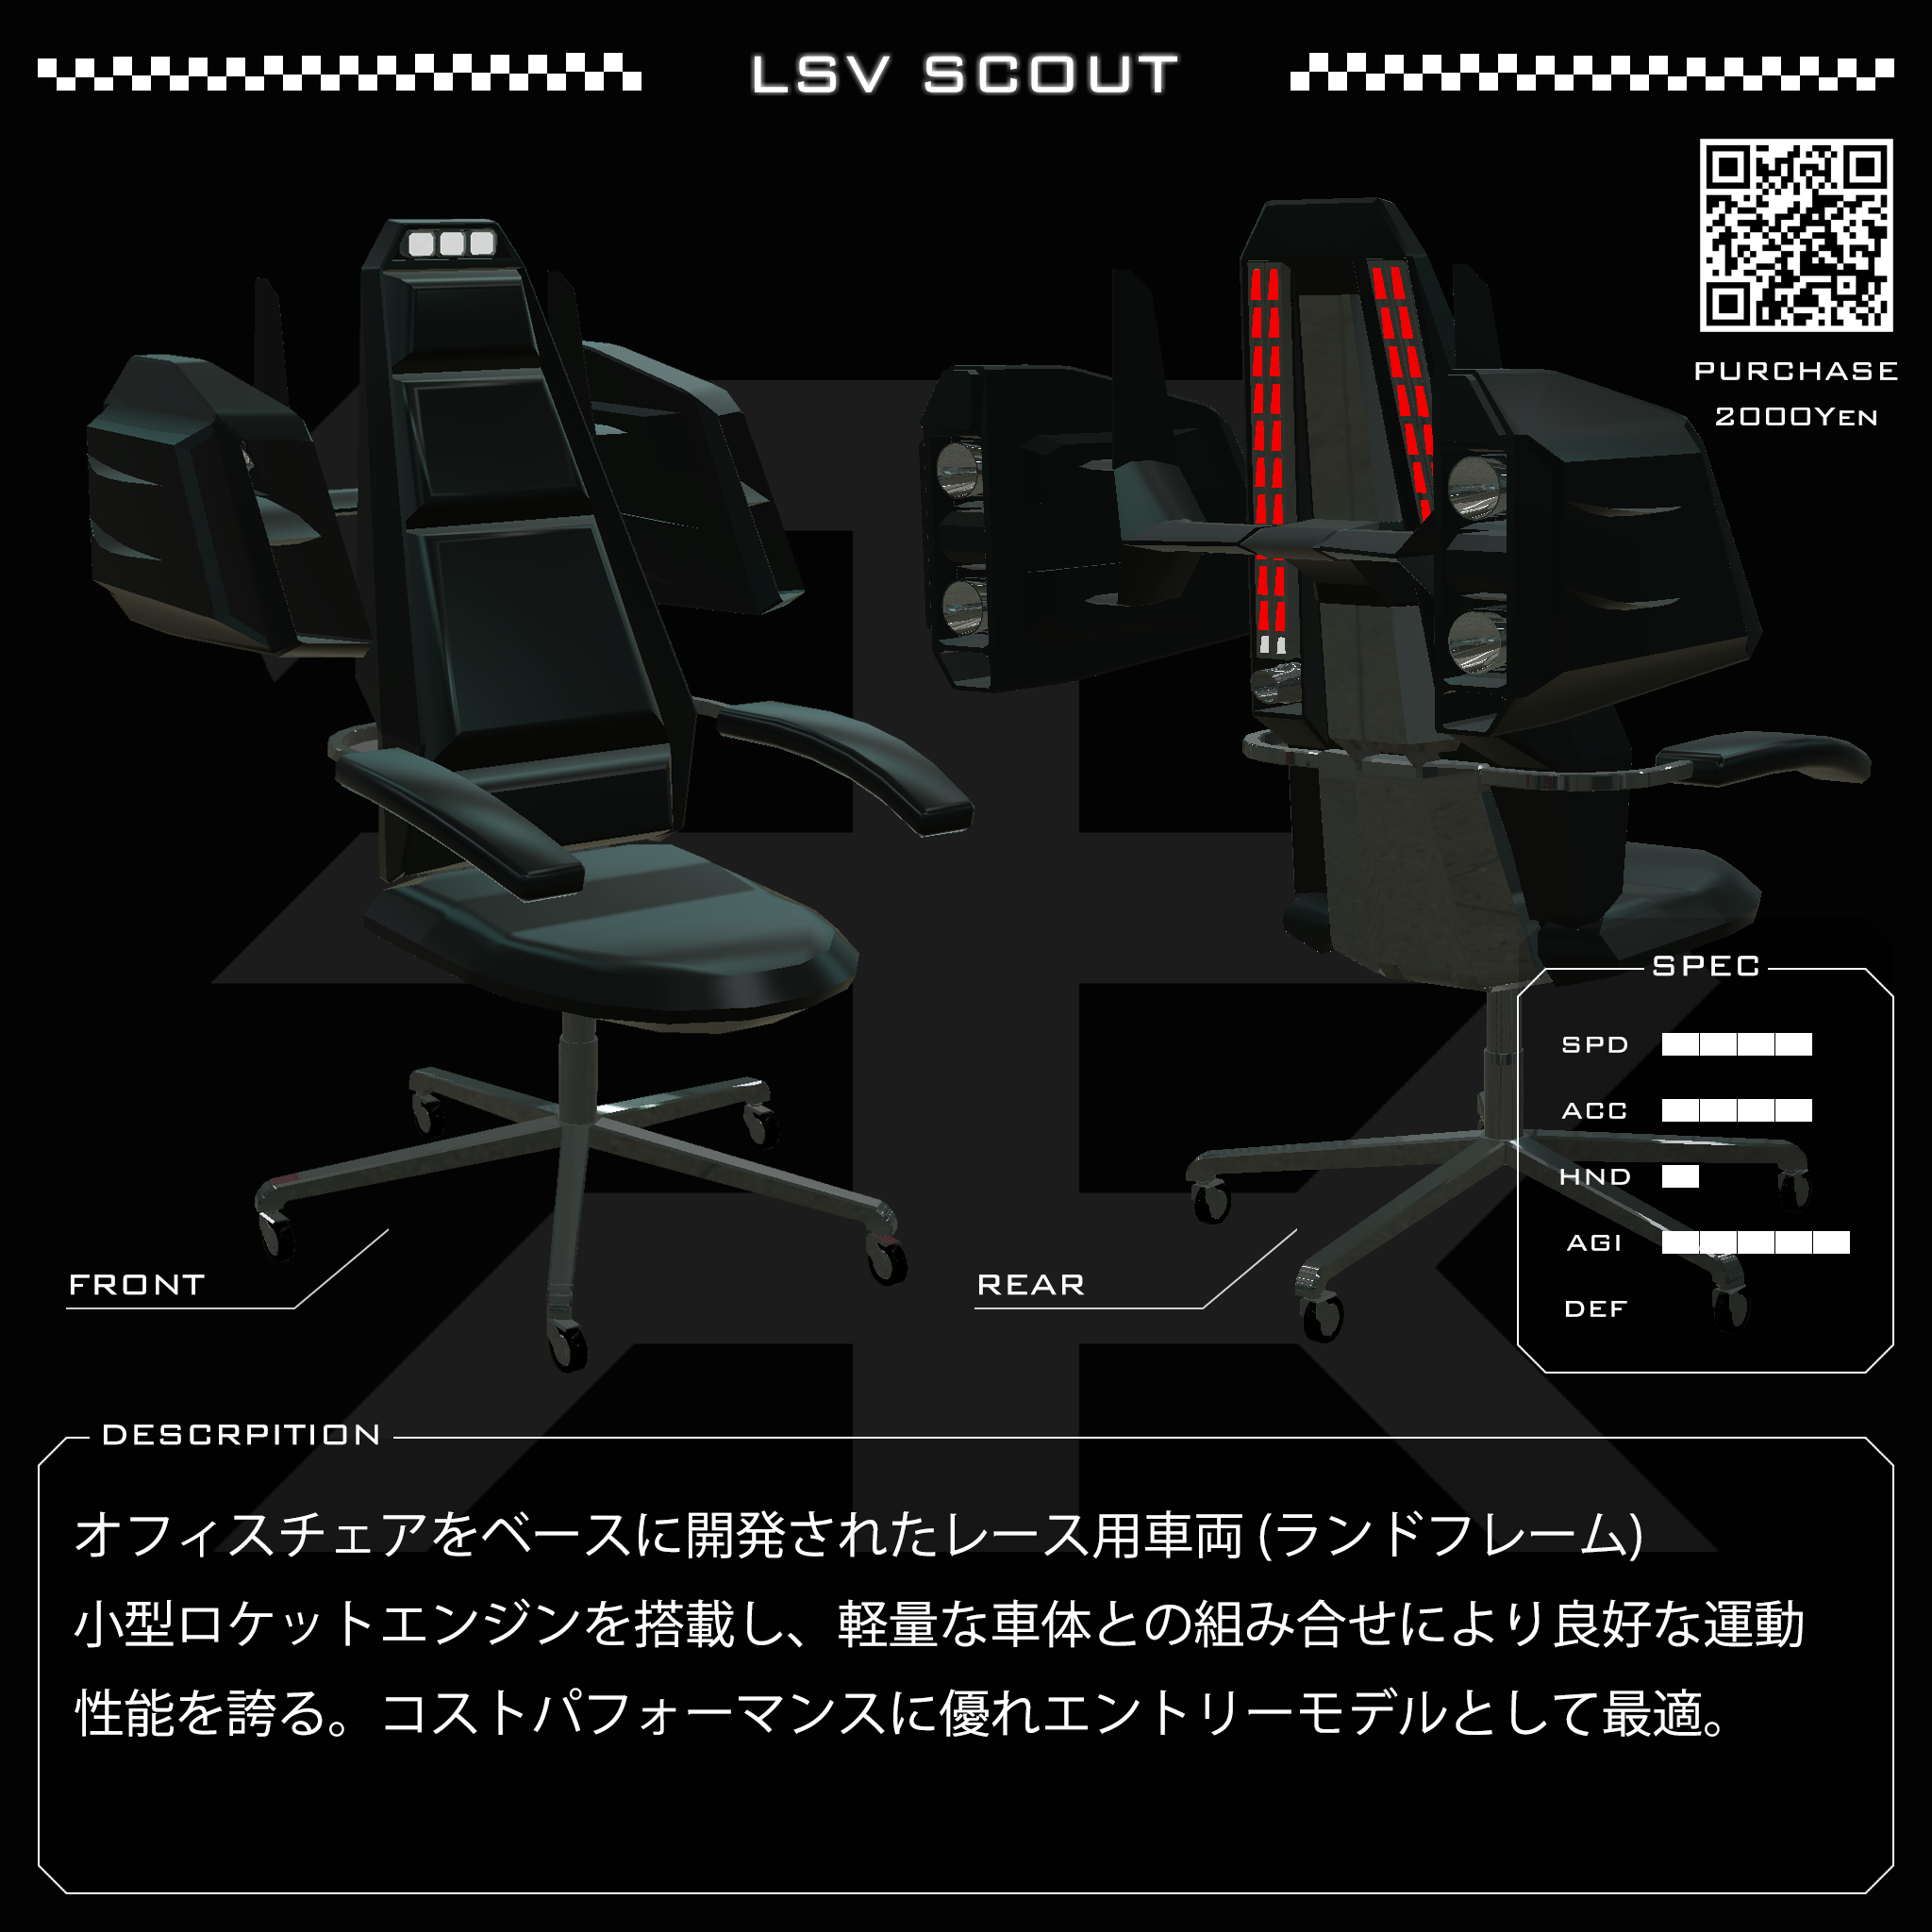 LSV SCOUT
PURCHASE
2000YEN
SPEC
SPD
ACC
HND
AGI
DEF
FRONT
REAR
DESCRPITION
オフィスチェアをベースに開発されたレース用車両 (ランドフレーム)
小型ロケットエンジンを搭載し、軽量な車体との組み合せにより良好な運動
性能を誇る。コストパフォーマンスに優れエントリーモデルとして最適。